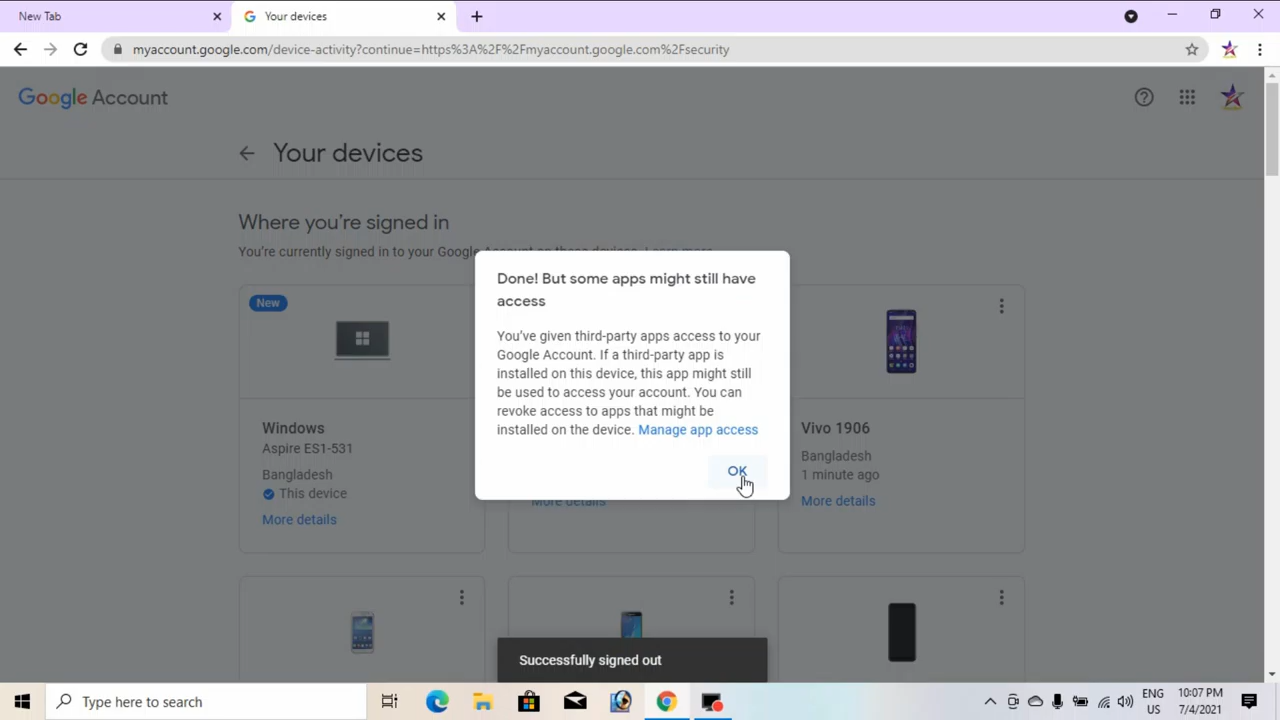 New Tab
Your devices
myaccount.google.com/device-activity?continue=https%3A%2F%2Fmyaccount.google.com%2Fsecurity
Google Account
Your devices
Where you're signed in
You're currently signed in to your Google Account on these devices. Learn more
New
Done! But some apps might still have
access
You've given third-party apps access to your
Google Account. If a third-party app is
installed on this device, this app might still
be used to access your account. You can
revoke access to apps that might be
installed on the device. Manage app access
OK
Windows
Aspire ES1-531
Bangladesh
This device
More details
More details
Vivo 1906
Bangladesh
1 minute ago
More details
Successfully signed out
Type here to search
ENG
US
10:07 PM
7/4/2021